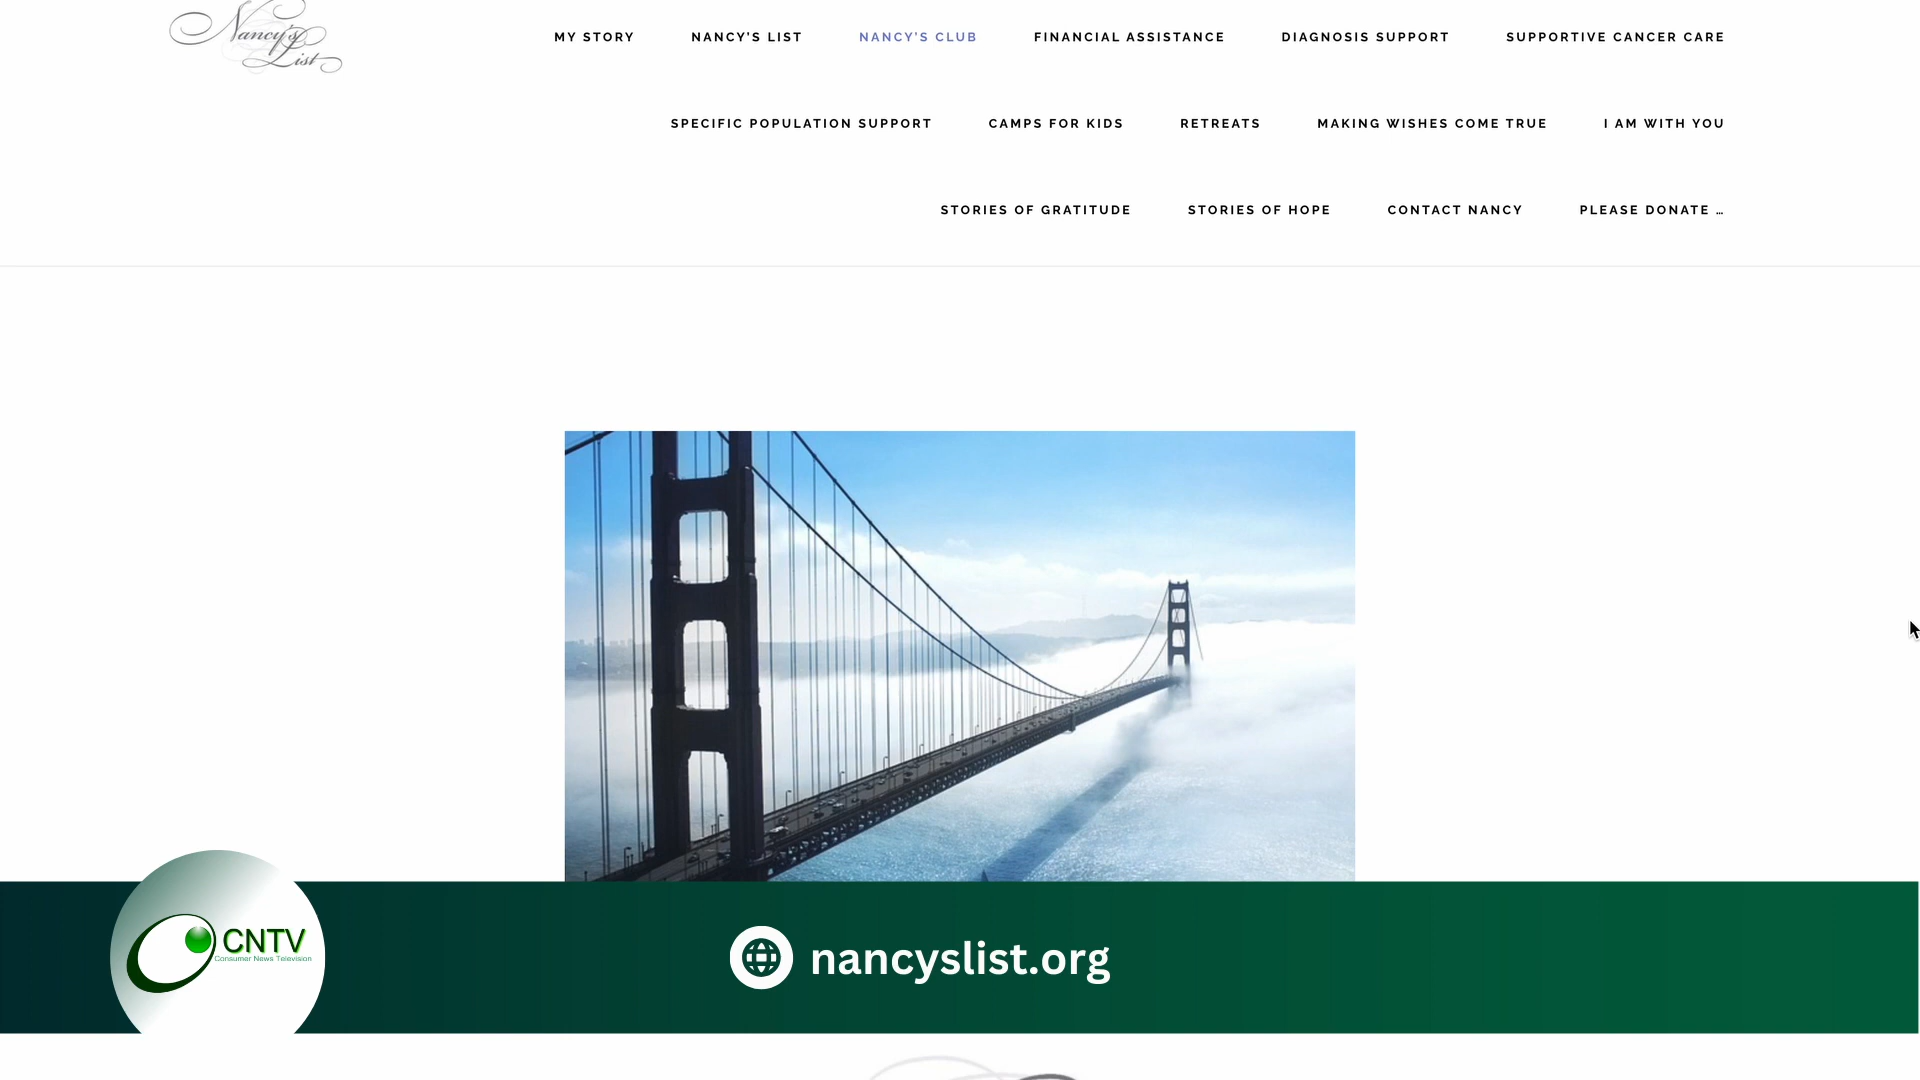 Nancy's
List
MY STORY NANCY'S LIST NANCY'S CLUB FINANCIAL ASSISTANCE DIAGNOSIS SUPPORT SUPPORTIVE CANCER CARE
SPECIFIC POPULATION SUPPORT CAMPS FOR KIDS RETREATS MAKING WISHES COME TRUE I AM WITH YOU
STORIES OF GRATITUDE STORIES OF HOPE CONTACT NANCY PLEASE DONATE …
CNTV
Consumer News Television
nancyslist.org